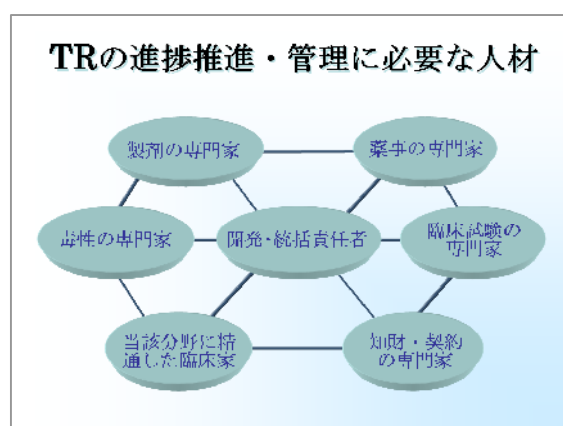 TRの進捗推進・管理に必要な人材
製剤の専門家
薬事の専門家
毒性の専門家
開発・統括責任者
臨床試験の
専門家
当該分野に精
通した臨床家
知財・契約
の専門家